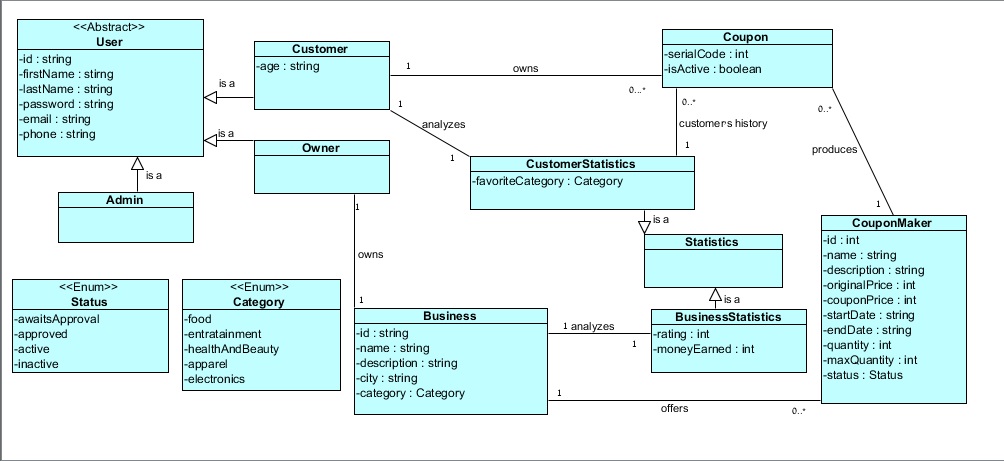 <<Abstract>>
User
-id : string
-firstName : stirng
-lastName : string
-password : string
-email : string
-phone : string
is a
is a
is a
Customer
-age : string
1
owns
0...*
1
analyzes
1
Coupon
-serialCode : int
-isActive : boolean
0..*
customer's history
1
0..*
produces
1
Owner
1
owns
1
Admin
CustomerStatistics
-favoriteCategory : Category
is a
Statistics
is a
CouponMaker
-id : int
-name : string
-description : string
-originalPrice : int
-couponPrice : int
-startDate : string
-endDate : string
-quantity : int
-maxQuantity : int
-status : Status
<<Enum>>
Status
-awaitsApproval
-approved
-active
-inactive
<<Enum>>
Category
-food
-entratainment
-healthAndBeauty
-apparel
-electronics
Business
-id : string
-name : string
-description : string
-city : string
-category : Category
1 analyzes
1
BusinessStatistics
-rating : int
-moneyEarned : int
1
offers
0..*